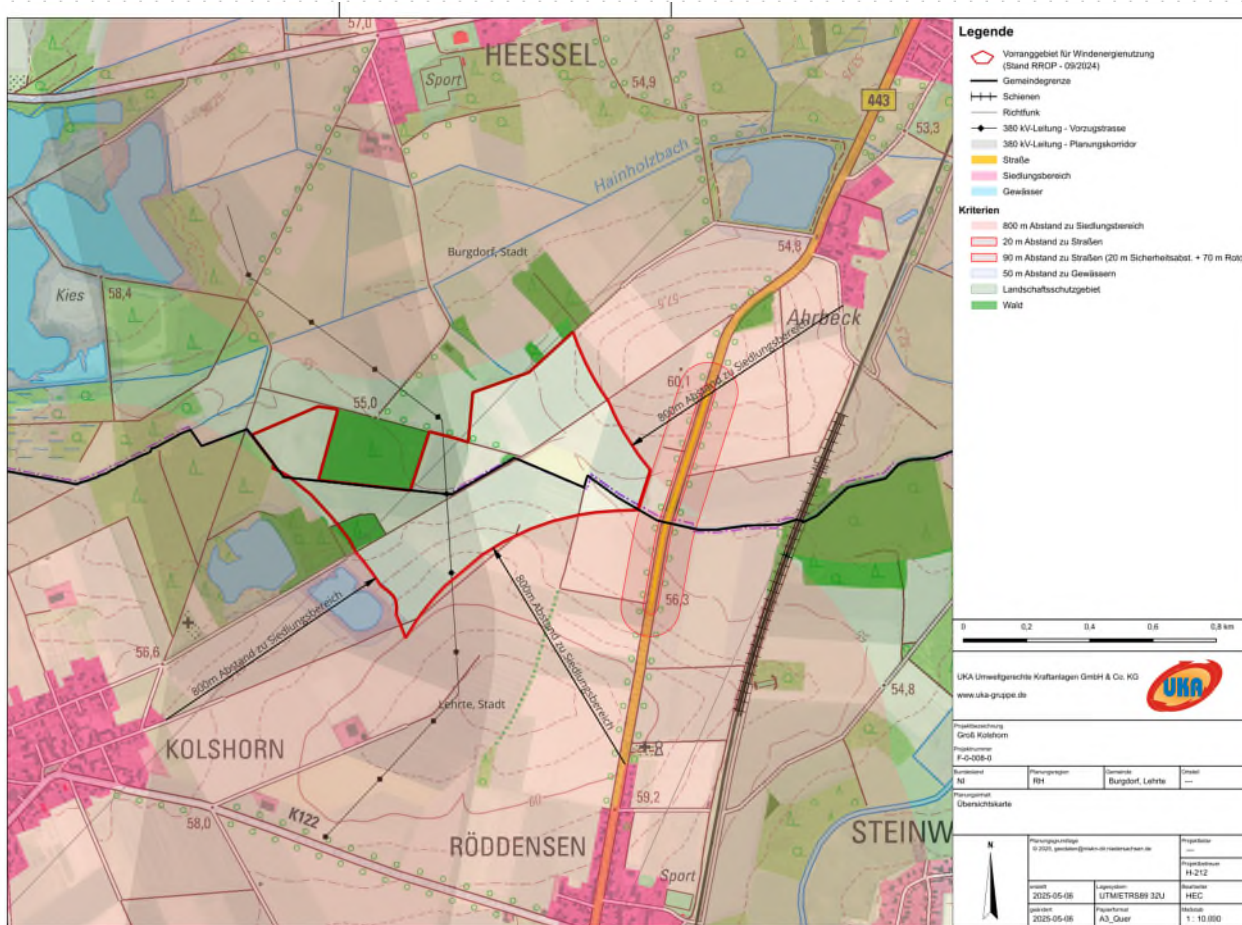 57,0
HEESSEL
Sport
54,9
443
53,3
Hainholzbach
Burgdorf, Stadt
54,8
57,5
Kies
58,4
Ahrbeck
60,1
800m Abstand zu Siedlungsbereich
55,0
56,3
800m Abstand zu Siedlungsbereich
800m Abstand zu Siedlungsbereich
56,6
54,8
Lehrte, Stadt
KOLSHORN
60
59,2
58,0
K122
RÖDDENSEN
STEINW
Sport
Legende
Vorranggebiet für Windenergienutzung
(Stand RROP - 09/2024)
Gemeindegrenze
Schienen
Richtfunk
380 kV-Leitung - Vorzugstrasse
380 kV-Leitung - Planungskorridor
Straße
Siedlungsbereich
Gewässer
Kriterien
800 m Abstand zu Siedlungsbereich
20 m Abstand zu Straßen
90 m Abstand zu Straßen (20 m Sicherheitsabst. + 70 m Roto
50 m Abstand zu Gewässern
Landschaftsschutzgebiet
Wald
0 0,2 0,4 0,6 0,8 km
UKA Umweltgerechte Kraftanlagen GmbH & Co. KG
www.uka-gruppe.de
UKA
Projektbezeichnung
Groß Kolshorn
Projektnummer
F-0-008-0
Bundesland
NI
Planungsregion
RH
Gemeinde
Burgdorf, Lehrte
Ortsteil
---
Planungsinhalt
Übersichtskarte
N
Planungsgrundlage
Projektleiter
---
Projektbetreuer
H-212
erstellt
2025-05-06
Lagesystem
UTM/ETRS89 32U
Bearbeiter
HEC
geändert
2025-05-06
Papierformat
A3_Quer
Maßstab
1 : 10.000